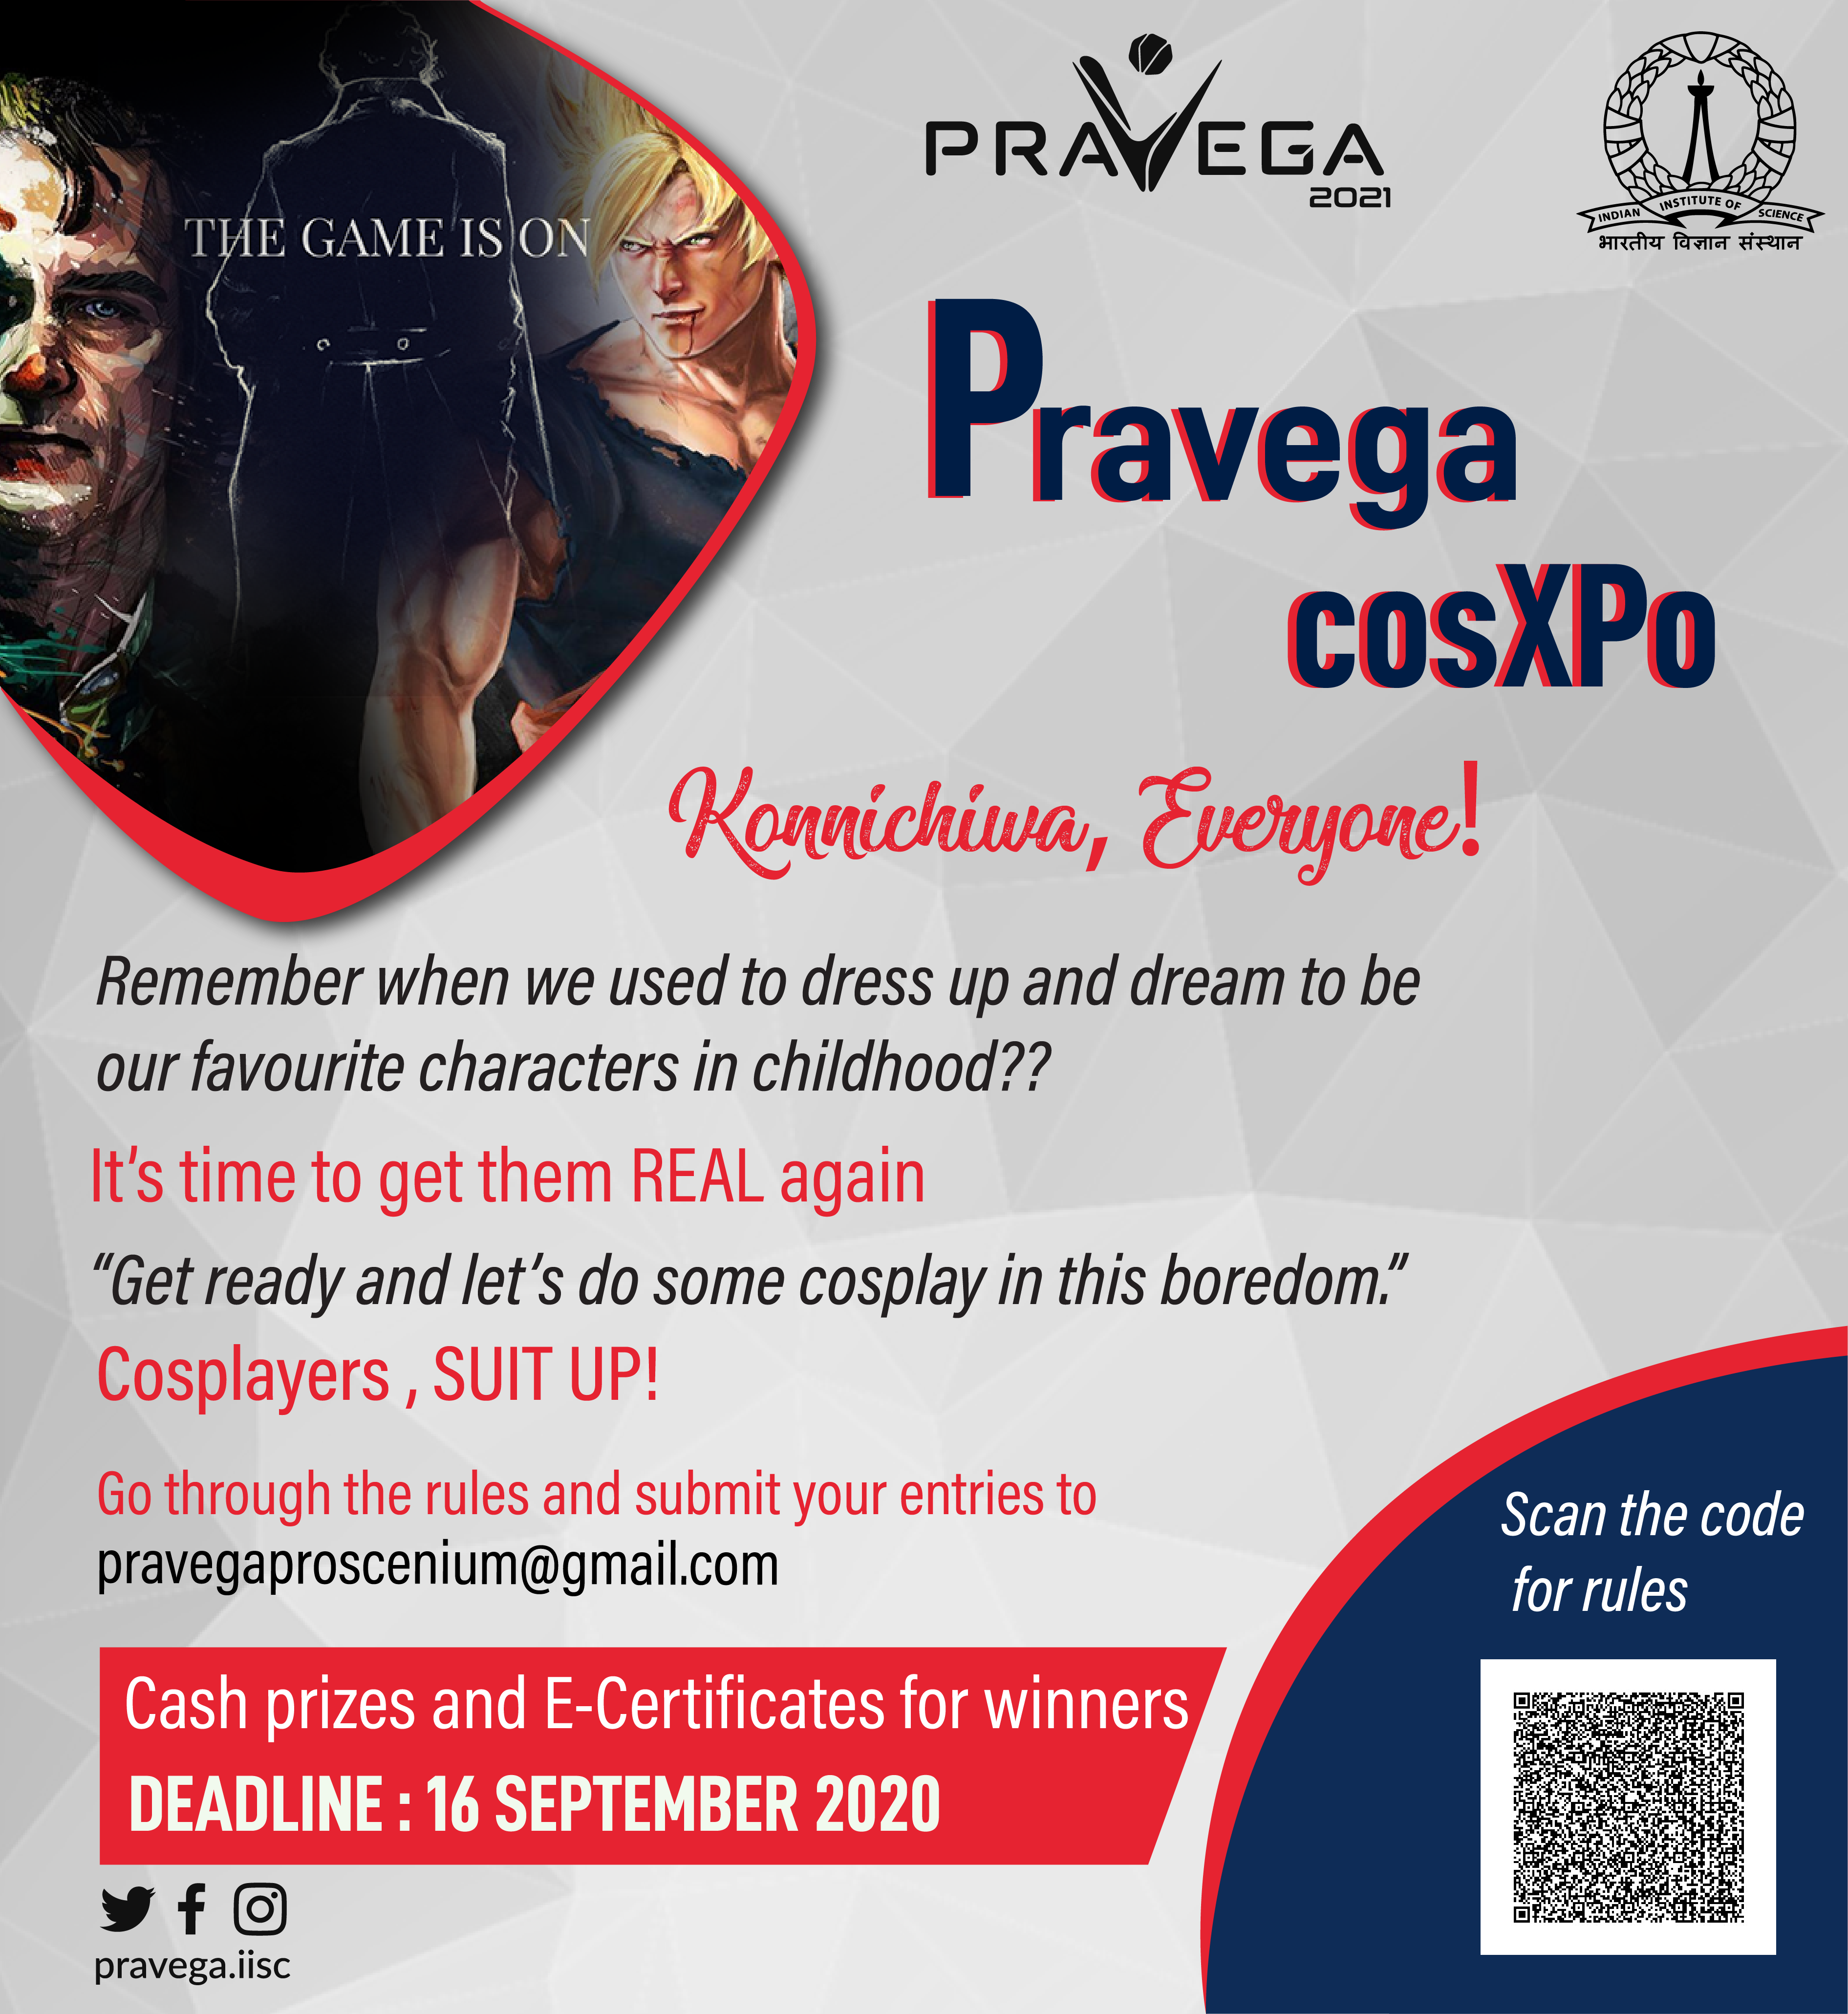 THE GAME IS ON
PRAVEGA
2021
INDIAN INSTITUTE OF SCIENCE
भारतीय विज्ञान संस्थान
Pravega
cosXPo
Konnichiwa, Everyone!
Remember when we used to dress up and dream to be
our favourite characters in childhood??
It’s time to get them REAL again
“Get ready and let’s do some cosplay in this boredom.”
Cosplayers , SUIT UP!
Go through the rules and submit your entries to
pravegaproscenium@gmail.com
Scan the code
for rules
Cash prizes and E-Certificates for winners
DEADLINE : 16 SEPTEMBER 2020
pravega.iisc